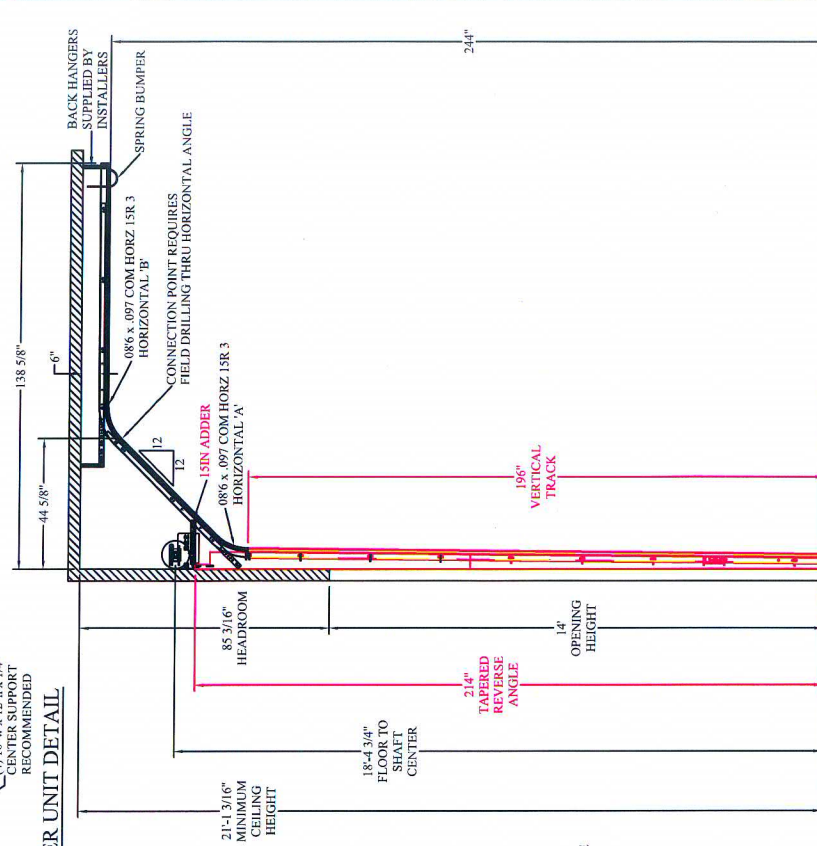 BACK HANGERS
SUPPLIED BY
INSTALLERS
244"
SPRING BUMPER
138 5/8"
6"
08'6 x .097 COM HORZ 15R 3
HORIZONTAL 'B'
CONNECTION POINT REQUIRES
FIELD DRILLING THRU HORIZONTAL ANGLE
44 5/8"
12
12
15IN ADDER
08'6 x .097 COM HORZ 15R 3
HORIZONTAL 'A'
196"
VERTICAL
TRACK
85 3/16"
HEADROOM
14'
OPENING
HEIGHT
214"
TAPERED
REVERSE
ANGLE
CENTER SUPPORT
RECOMMENDED
ER UNIT DETAIL
18'-4 3/4"
FLOOR TO
SHAFT
CENTER
21'-1 3/16"
MINIMUM
CEILING
HEIGHT